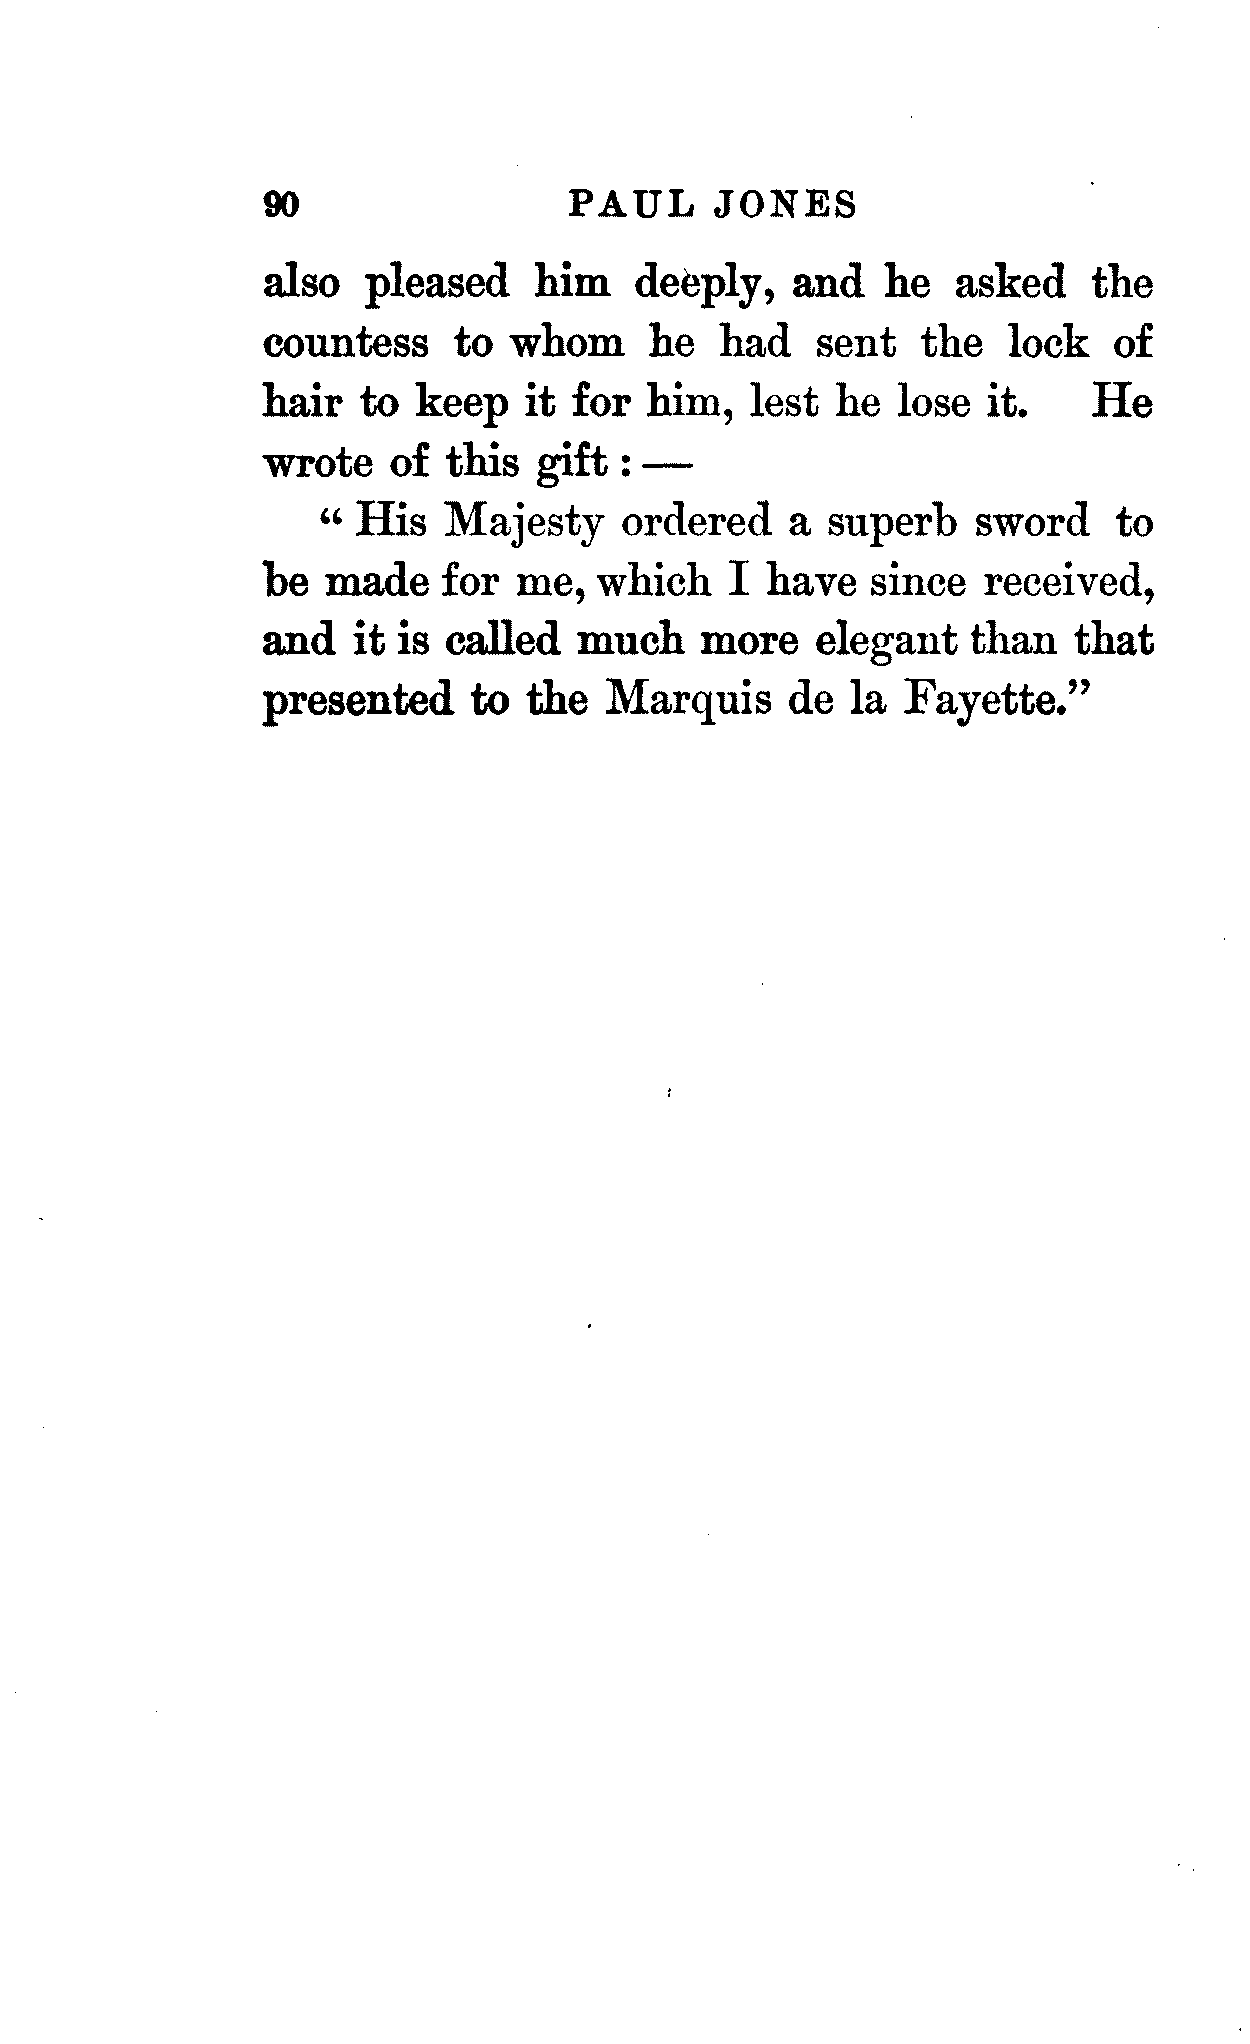 90 PAUL JONES
also pleased him deeply, and he asked the
countess to whom he had sent the lock of
hair to keep it for him, lest he lose it. He
wrote of this gift : —
“ His Majesty ordered a superb sword to
be made for me, which I have since received,
and it is called much more elegant than that
presented to the Marquis de la Fayette.”